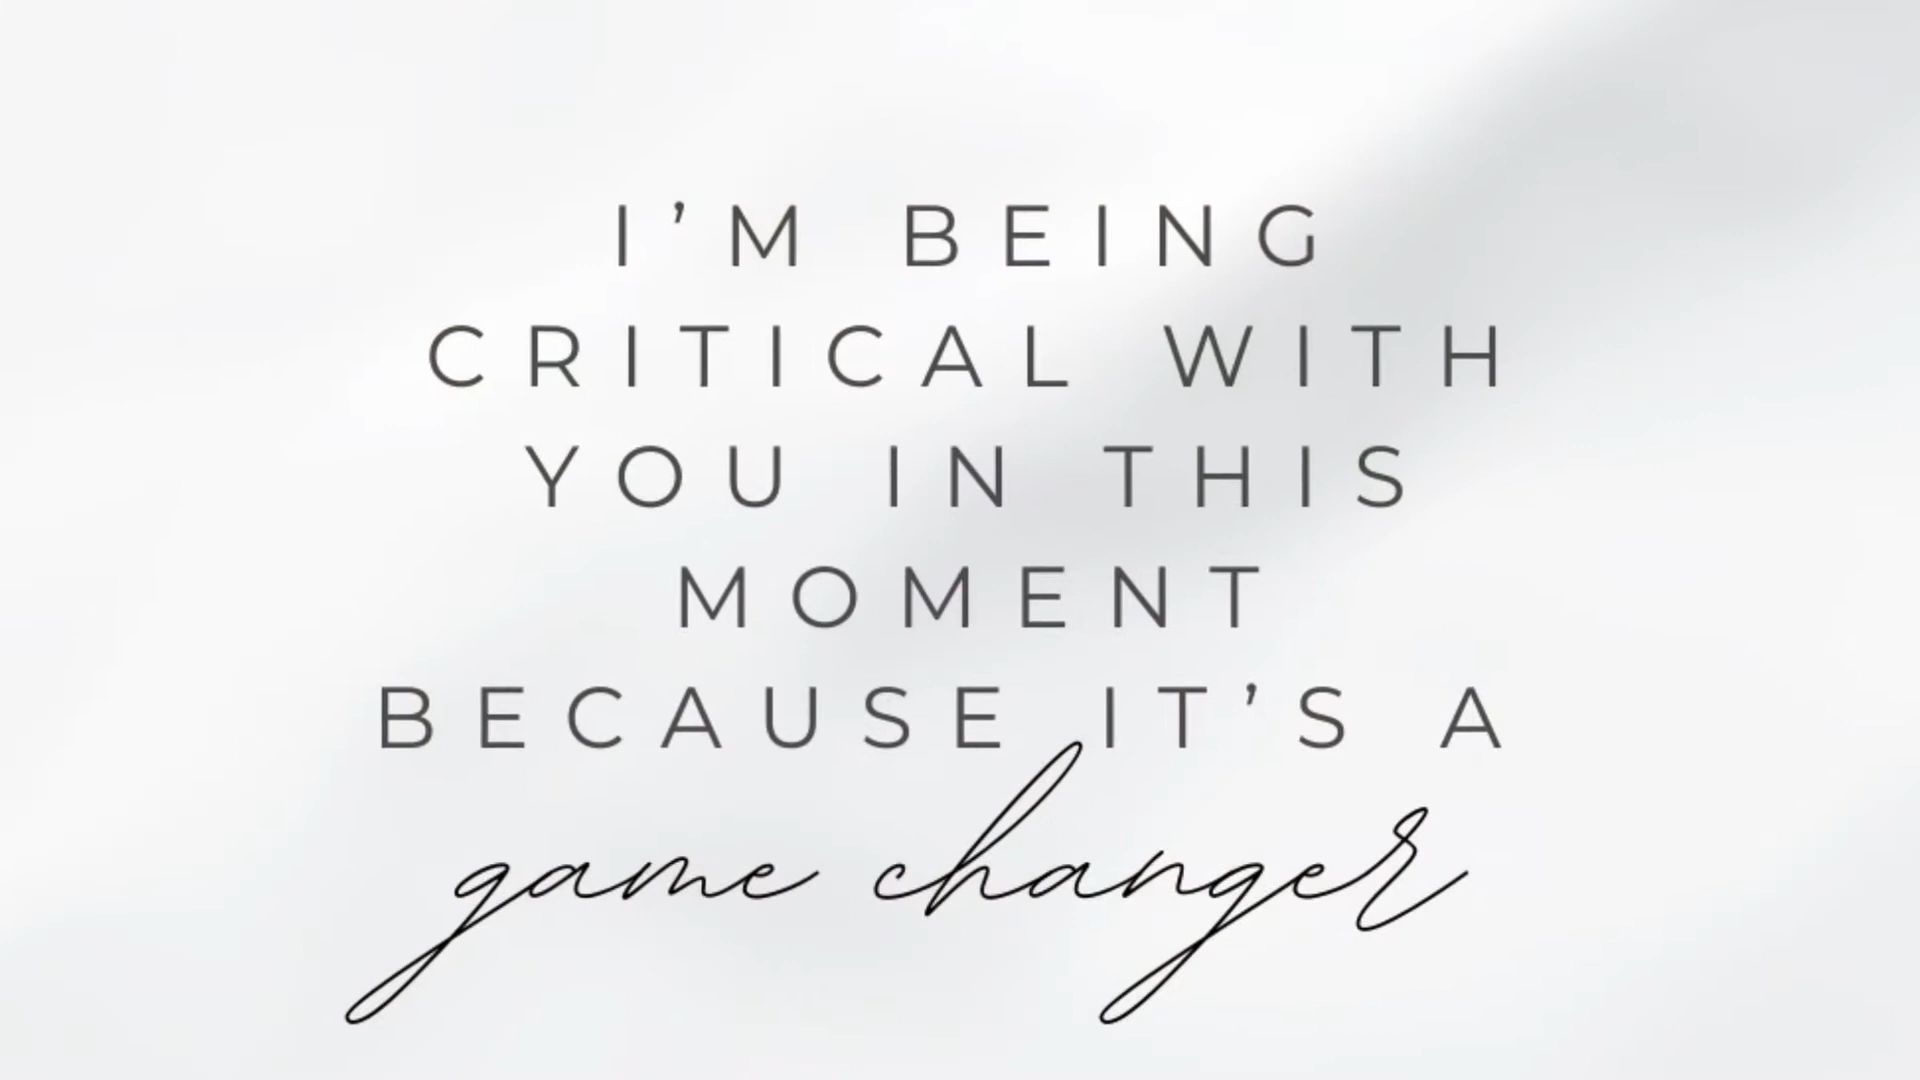 I’M BEING
CRITICAL WITH
YOU IN THIS
MOMENT
BECAUSE IT’S A
game changer